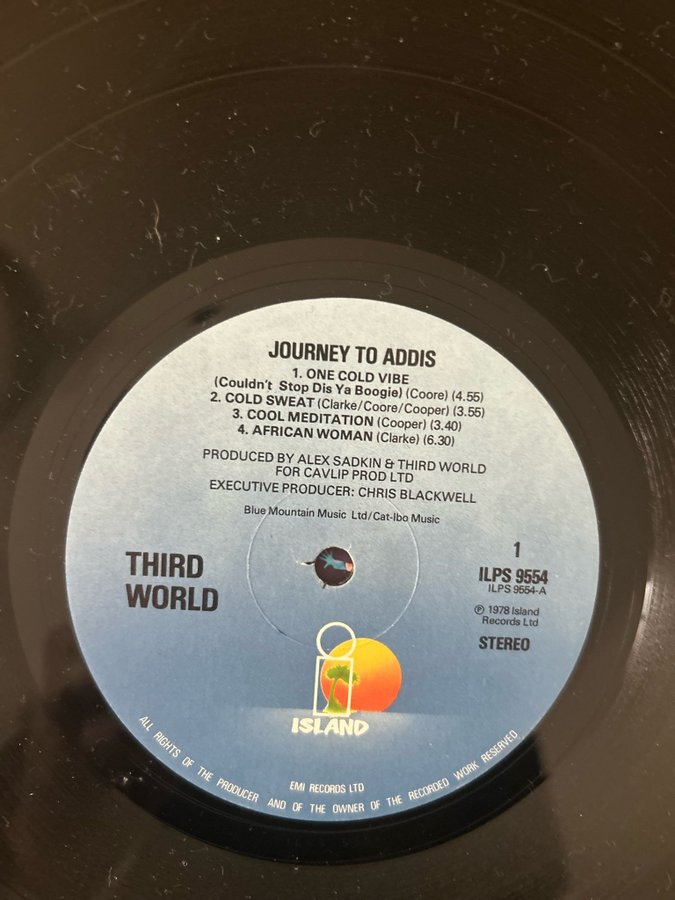 JOURNEY TO ADDIS
1. ONE COLD VIBE
(Couldn't Stop Dis Ya Boogie) (Coore) (4.55)
2. COLD SWEAT (Clarke/Coore/Cooper) (3.55)
3. COOL MEDITATION (Cooper) (3.40)
4. AFRICAN WOMAN (Clarke) (6.30)
PRODUCED BY ALEX SADKIN & THIRD WORLD
FOR CAVLIP PROD LTD
EXECUTIVE PRODUCER: CHRIS BLACKWELL
Blue Mountain Music Ltd/Cat-Ibo Music
THIRD
WORLD
1
ILPS 9554
ILPS 9554-A
℗ 1978 Island
Records Ltd
STEREO
ISLAND
EMI RECORDS LTD
ALL RIGHTS OF THE PRODUCER AND OF THE OWNER OF THE RECORDED WORK RESERVED